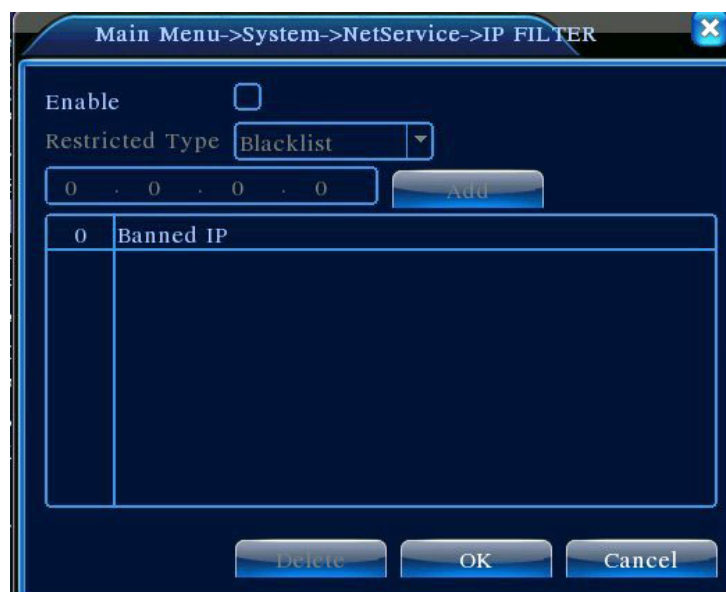 Main Menu->System->NetService->IP FILTER
Enable
Restricted Type Blacklist
0 . 0 . 0 . 0 Add
0 Banned IP
Delete OK Cancel